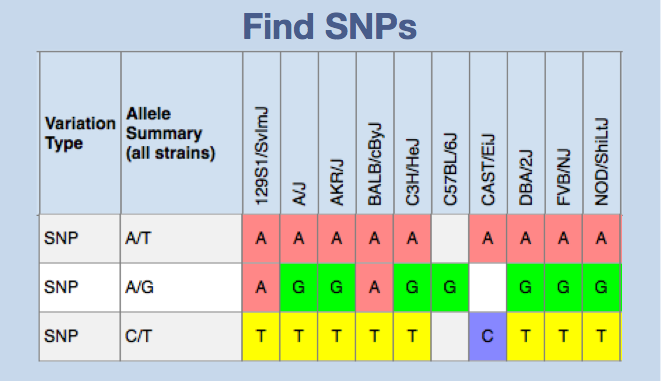 Find SNPs
Variation Type
Allele Summary (all strains)
129S1/SvImJ
A/J
AKR/J
BALB/cByJ
C3H/HeJ
C57BL/6J
CAST/EiJ
DBA/2J
FVB/NJ
NOD/ShiLtJ
SNP A/T A A A A A A A A A
SNP A/G A G G A G G G G G
SNP C/T T T T T T C T T T